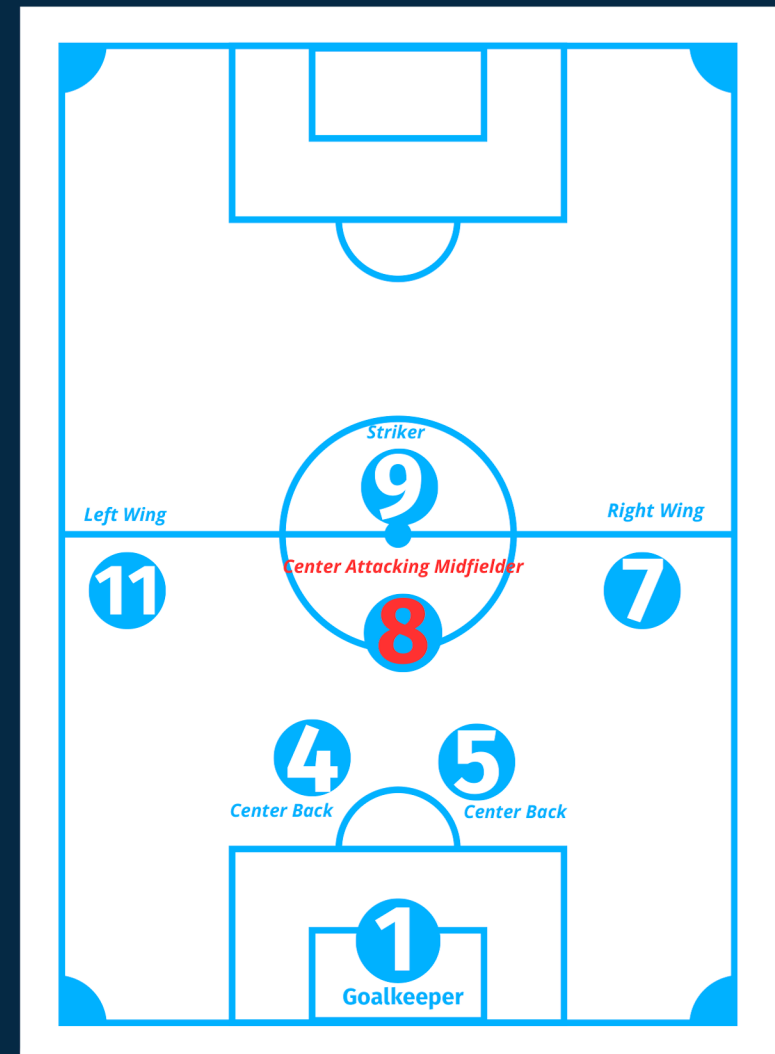 Striker
9
Left Wing
Right Wing
11
Center Attacking Midfielder
7
8
4
5
Center Back
Center Back
1
Goalkeeper